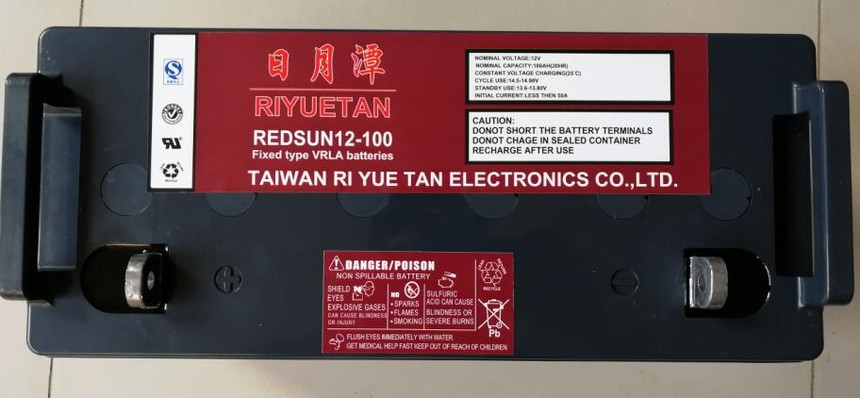 日月潭
RIYUETAN
REDSUN12-100
Fixed type VRLA batteries
TAIWAN RI YUE TAN ELECTRONICS CO.,LTD.
NOMINAL VOLTAGE:12V
NOMINAL CAPACITY:100AH(20HR)
CONSTANT VOLTAGE CHARGING(25℃)
CYCLE USE:14.5-14.90V
STANDBY USE:13.6-13.80V
INITIAL CURRENT:LESS THEN 50A
CAUTION:
DONOT SHORT THE BATTERY TERMINALS
DONOT CHAGE IN SEALED CONTAINER
RECHARGE AFTER USE
DANGER/POISON
NON SPILLABLE BATTERY
SHIELD
EYES
EXPLOSIVE GASES
CAN CAUSE BLINDNESS
OR INJURY
NO
•SPARKS
•FLAMES
•SMOKING
SULFURIC
ACID CAN CAUSE
BLINDNESS OR
SEVERE BURNS
RECYCLE
Pb
FLUSH EYES IMMEDIATELY WITH WATER
GET MEDICAL HELP FAST KEEP OUT OF REACH OF CHILDREN